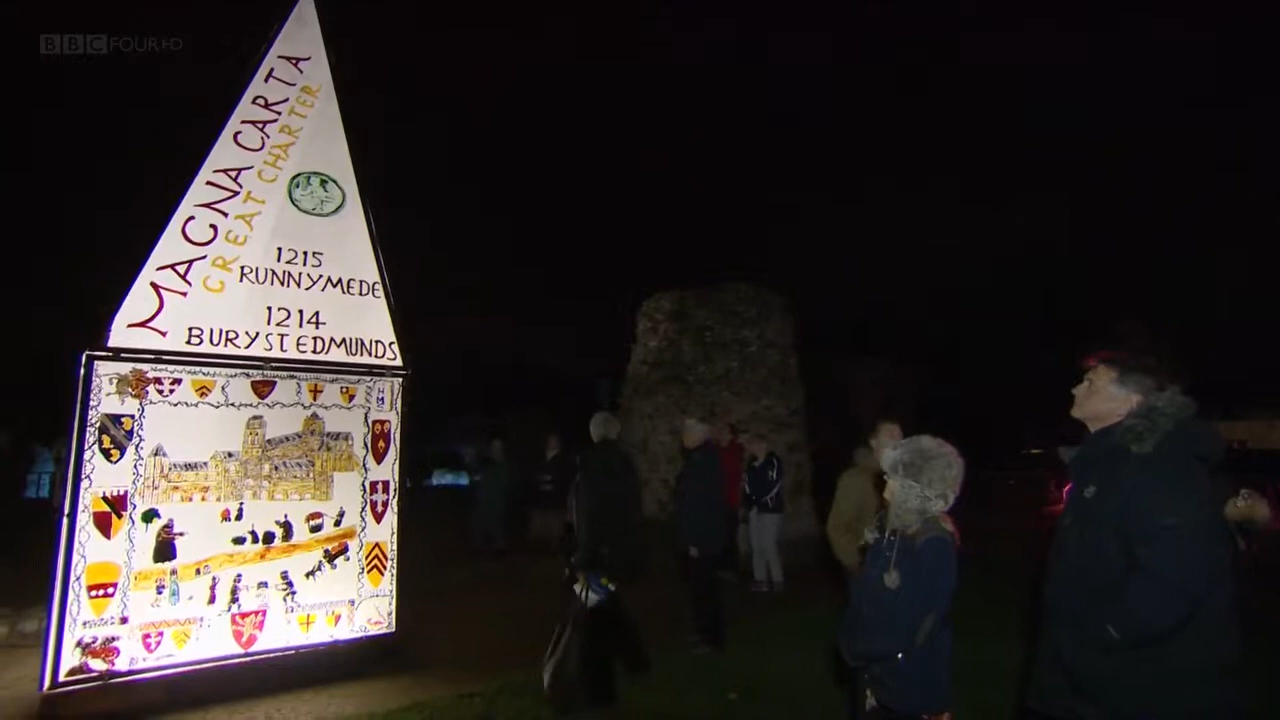 BBC FOUR HD
MAGNA CARTA
GREAT CHARTER
1215
RUNNYMEDE
1214
BURY ST EDMUNDS